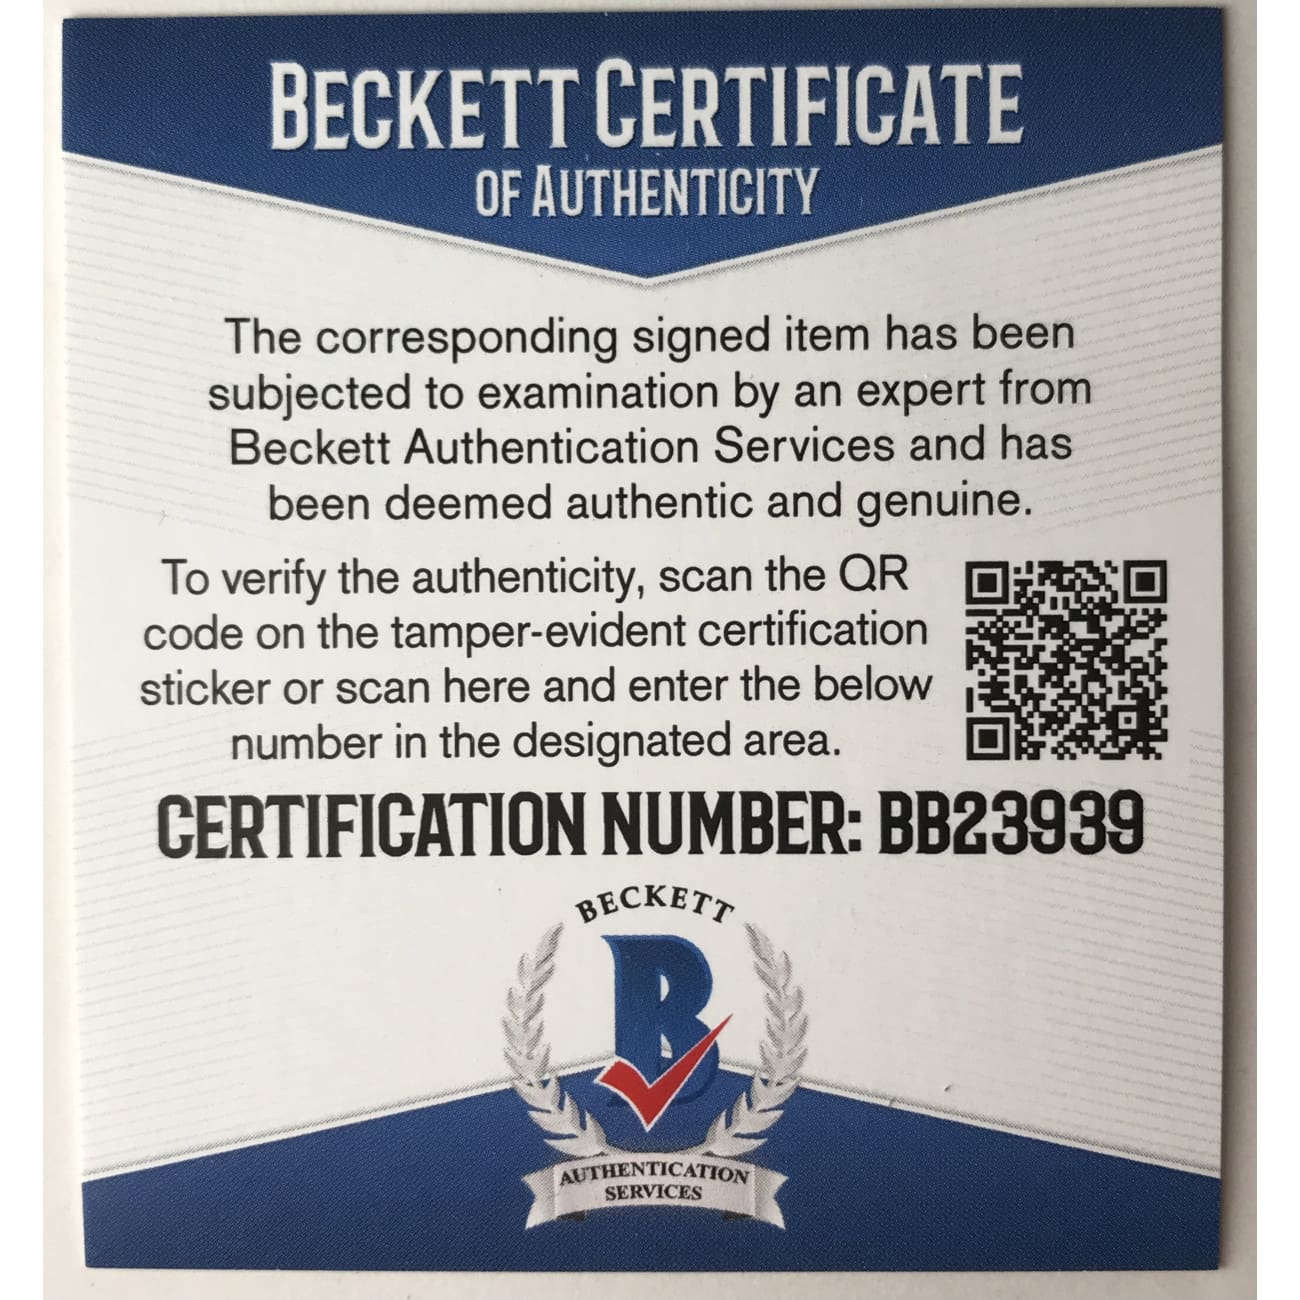 BECKETT CERTIFICATE
OF AUTHENTICITY
The corresponding signed item has been
subjected to examination by an expert from
Beckett Authentication Services and has
been deemed authentic and genuine.
To verify the authenticity, scan the QR
code on the tamper-evident certification
sticker or scan here and enter the below
number in the designated area.
CERTIFICATION NUMBER: BB23939
BECKETT
B
AUTHENTICATION
SERVICES